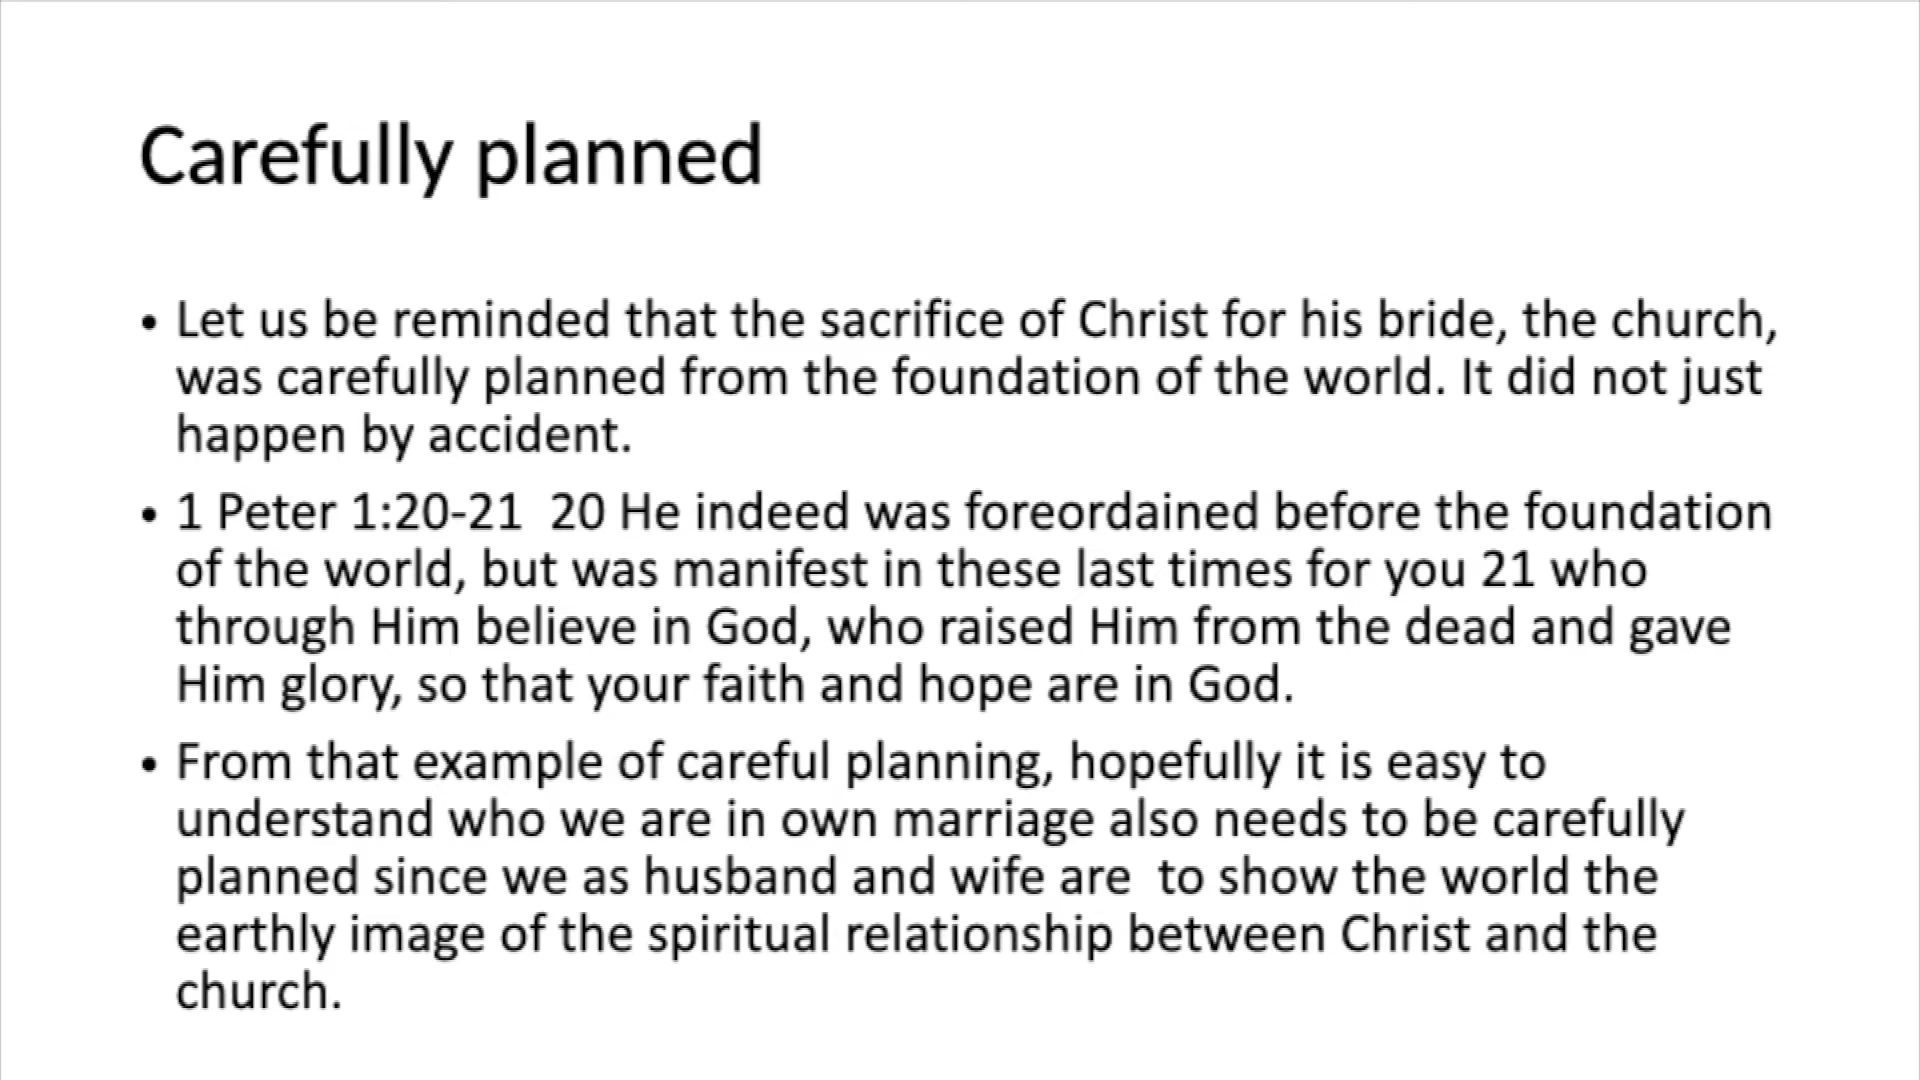 Carefully planned
• Let us be reminded that the sacrifice of Christ for his bride, the church,
was carefully planned from the foundation of the world. It did not just
happen by accident.
• 1 Peter 1:20-21  20 He indeed was foreordained before the foundation
of the world, but was manifest in these last times for you 21 who
through Him believe in God, who raised Him from the dead and gave
Him glory, so that your faith and hope are in God.
• From that example of careful planning, hopefully it is easy to
understand who we are in own marriage also needs to be carefully
planned since we as husband and wife are  to show the world the
earthly image of the spiritual relationship between Christ and the
church.